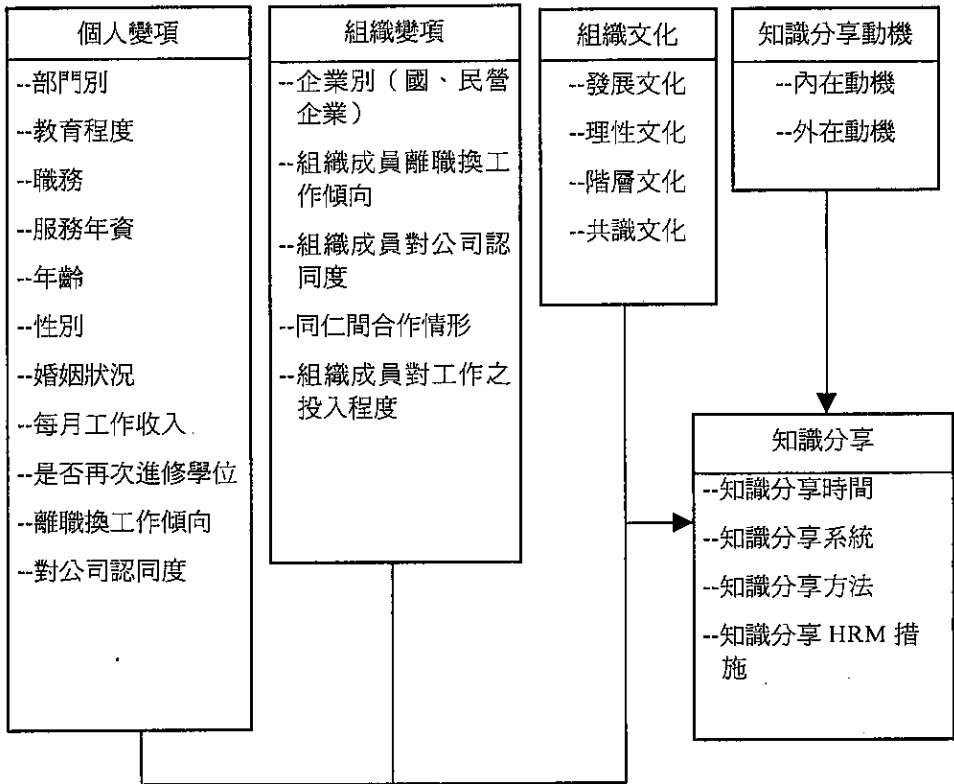 個人變項
--部門別
--教育程度
--職務
--服務年資
--年齡
--性別
--婚姻狀況
--每月工作收入
--是否再次進修學位
--離職換工作傾向
--對公司認同度
組織變項
--企業別（國、民營
企業）
--組織成員離職換工
作傾向
--組織成員對公司認
同度
--同仁間合作情形
--組織成員對工作之
投入程度
組織文化
--發展文化
--理性文化
--階層文化
--共識文化
知識分享動機
--內在動機
--外在動機
知識分享
--知識分享時間
--知識分享系統
--知識分享方法
--知識分享 HRM 措
施